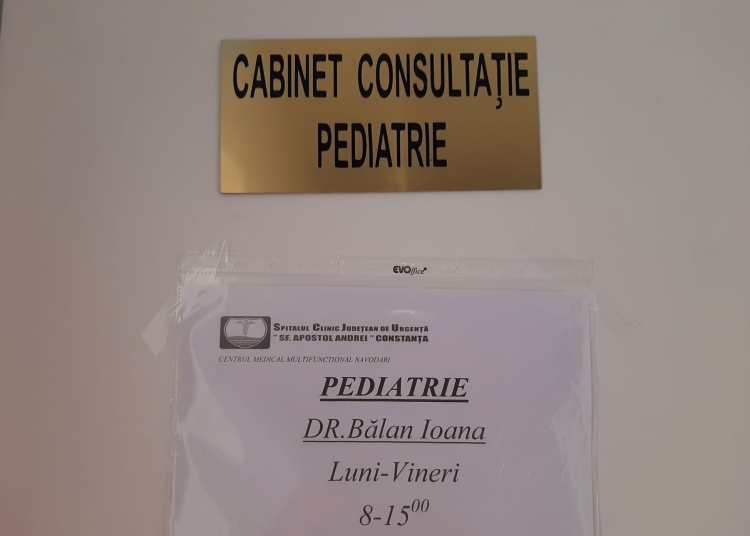 CABINET CONSULTAȚIE
PEDIATRIE
EVOffice
SPITALUL CLINIC JUDEȚEAN DE URGENȚĂ
" SF. APOSTOL ANDREI " CONSTANȚA
CENTRUL MEDICAL MULTIFUNCTIONAL NAVODARI
PEDIATRIE
DR.Bălan Ioana
Luni-Vineri
8-15⁰⁰